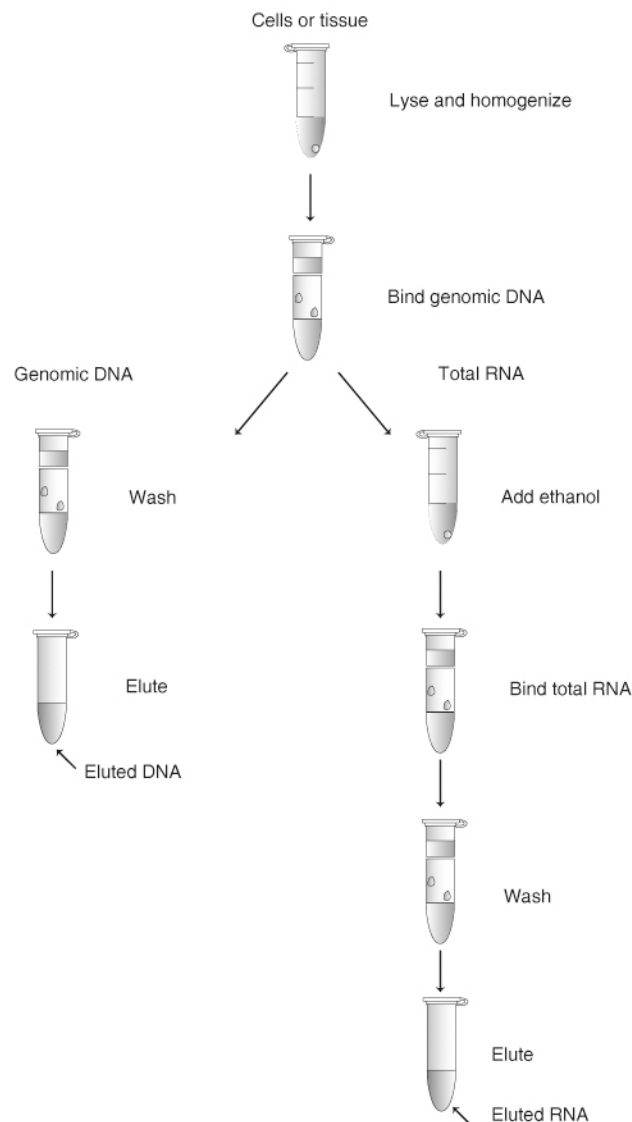 Cells or tissue
Lyse and homogenize
Bind genomic DNA
Genomic DNA
Total RNA
Wash
Add ethanol
Elute
Bind total RNA
Eluted DNA
Wash
Elute
Eluted RNA